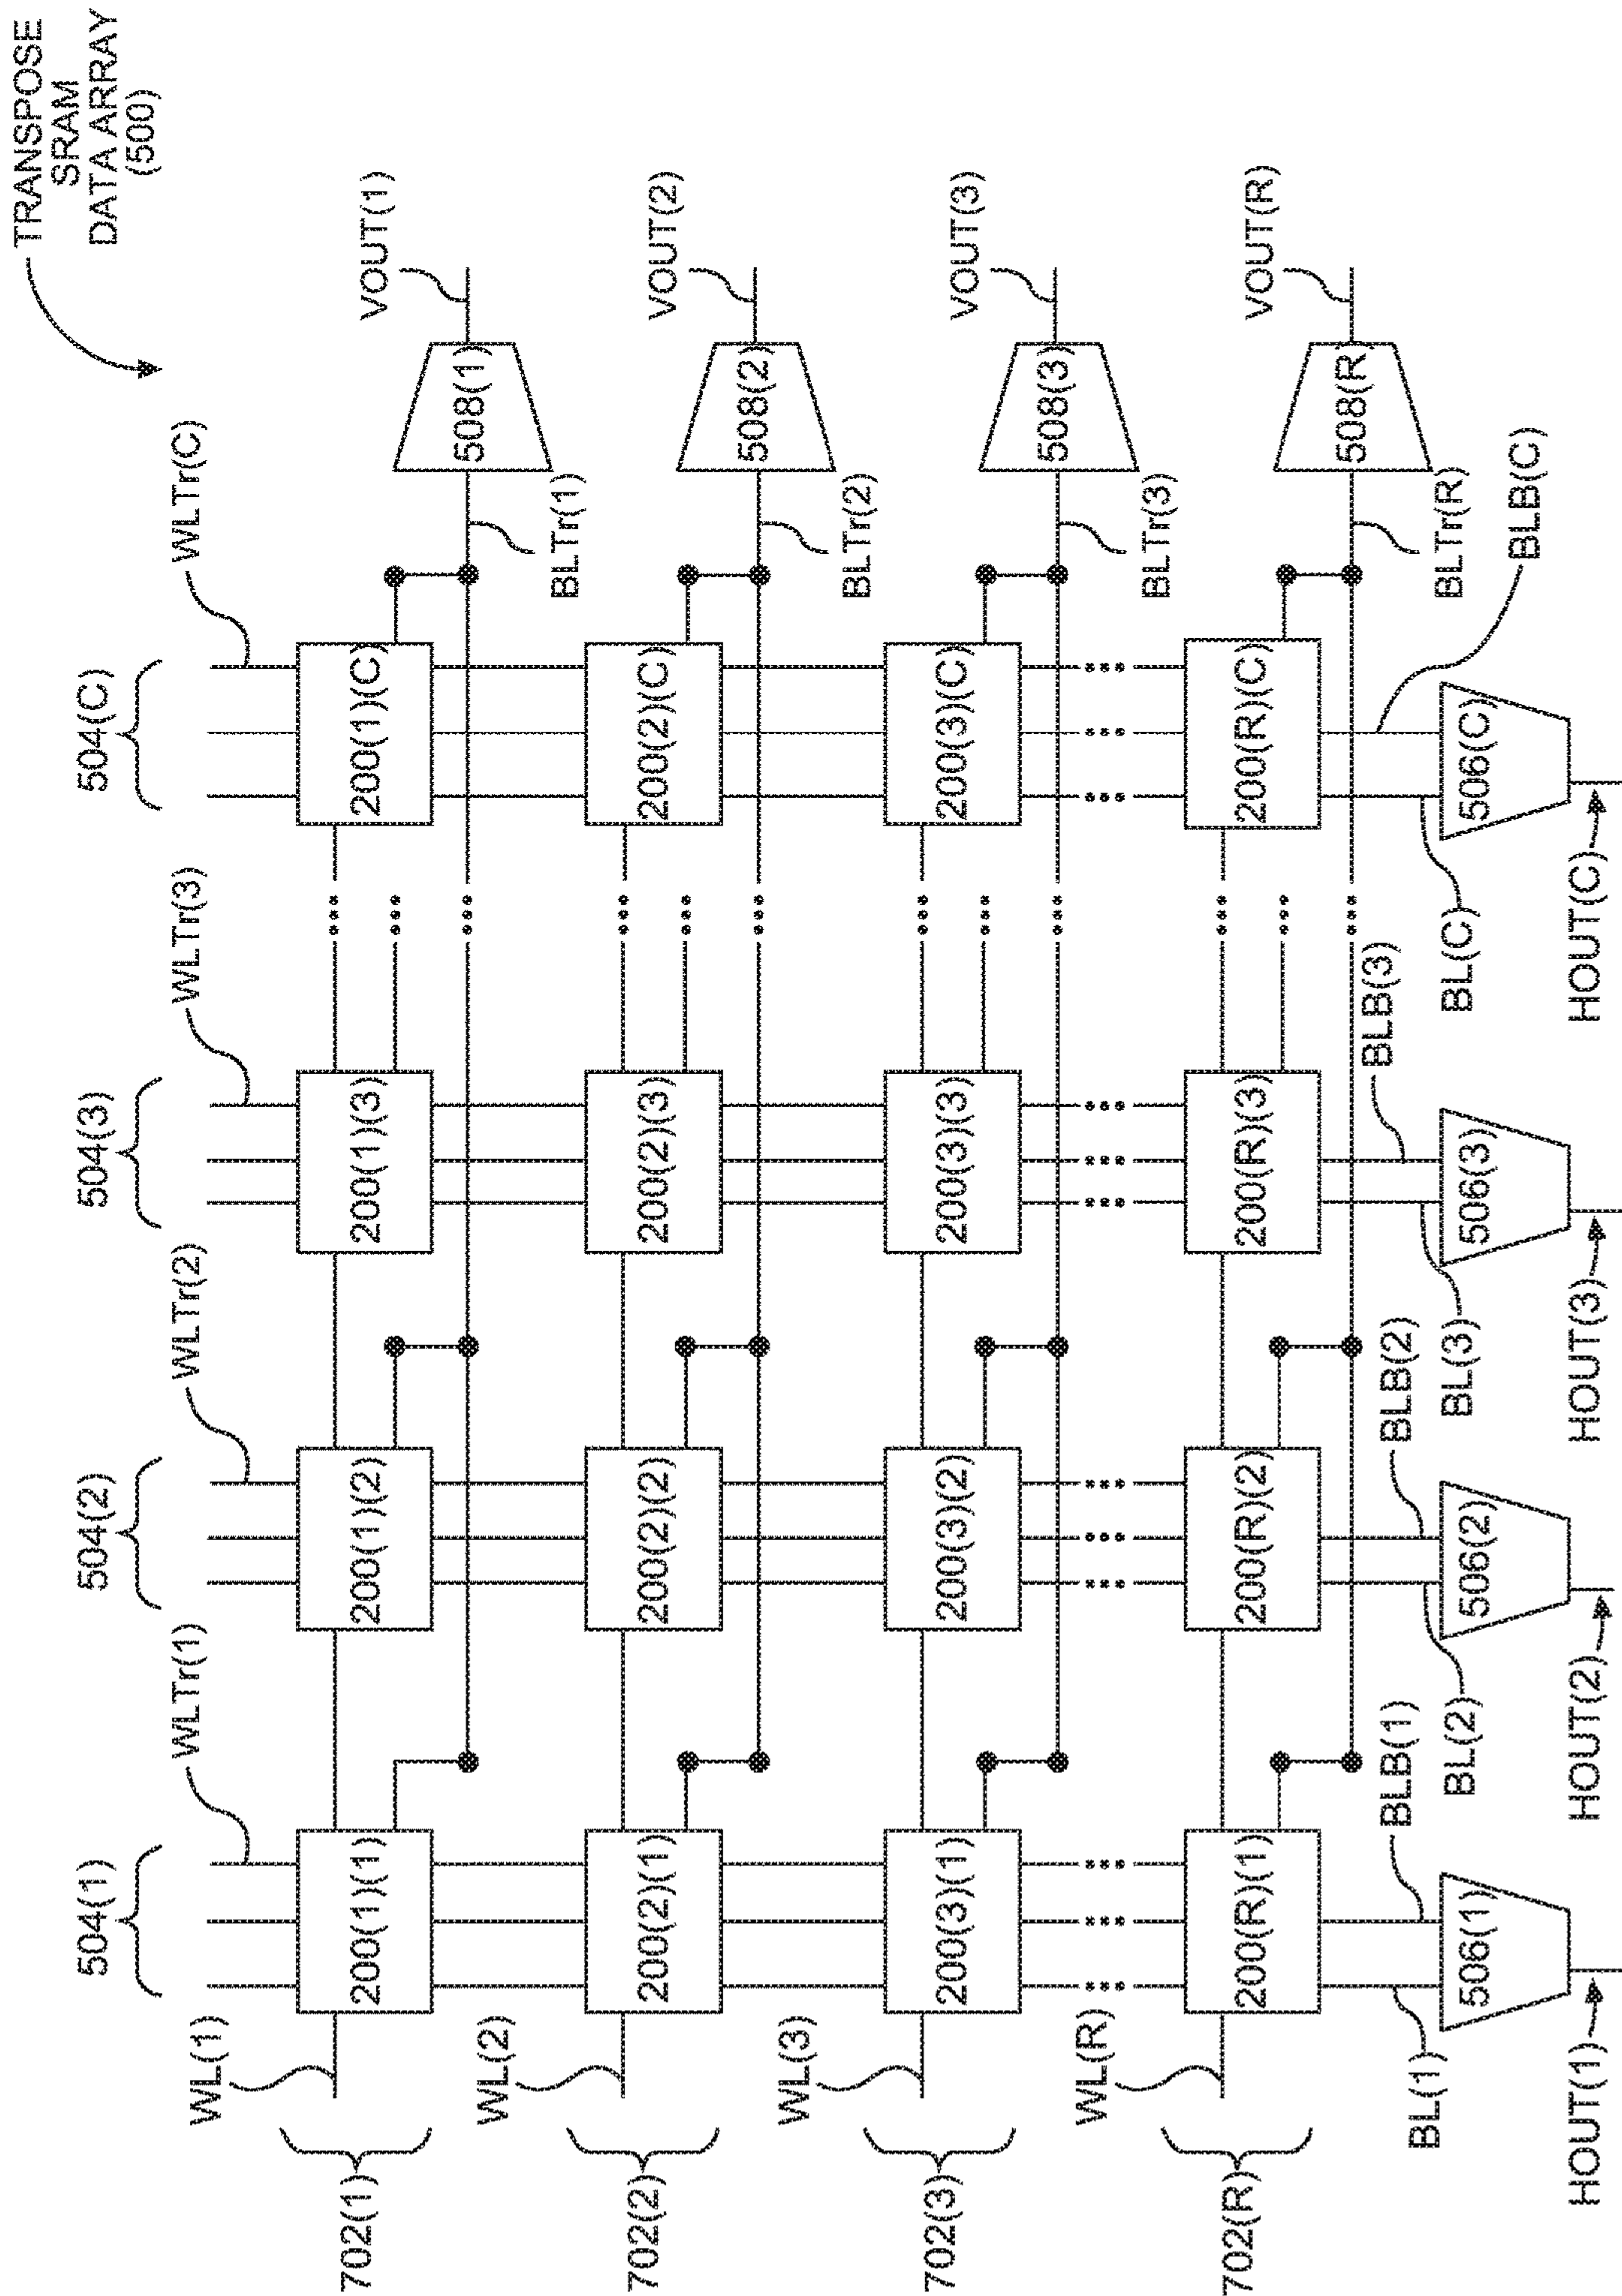 TRANSPOSE
SRAM
DATA ARRAY
(500)
504(1)
504(2)
504(3)
504(C)
WLTr(1)
WLTr(2)
WLTr(3)
WLTr(C)
702(1)
WL(1)
200(1)(1)
200(1)(2)
200(1)(3)
200(1)(C)
BLTr(1)
508(1)
VOUT(1)
702(2)
WL(2)
200(2)(1)
200(2)(2)
200(2)(3)
200(2)(C)
BLTr(2)
508(2)
VOUT(2)
702(3)
WL(3)
200(3)(1)
200(3)(2)
200(3)(3)
200(3)(C)
BLTr(3)
508(3)
VOUT(3)
702(R)
WL(R)
200(R)(1)
200(R)(2)
200(R)(3)
200(R)(C)
BLTr(R)
508(R)
VOUT(R)
BL(1)
BLB(1)
BL(2)
BLB(2)
BL(3)
BLB(3)
BL(C)
BLB(C)
506(1)
506(2)
506(3)
506(C)
HOUT(1)
HOUT(2)
HOUT(3)
HOUT(C)